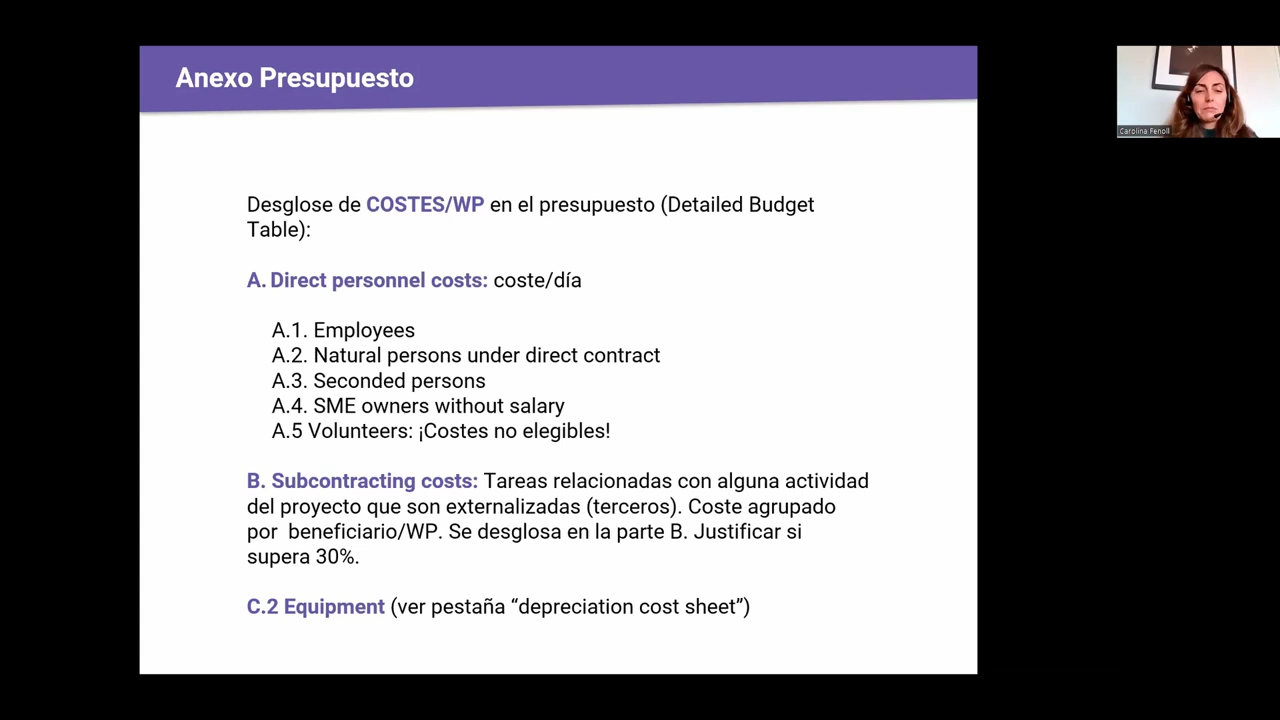 Anexo Presupuesto
Desglose de COSTES/WP en el presupuesto (Detailed Budget
Table):
A. Direct personnel costs: coste/día
A.1. Employees
A.2. Natural persons under direct contract
A.3. Seconded persons
A.4. SME owners without salary
A.5 Volunteers: ¡Costes no elegibles!
B. Subcontracting costs: Tareas relacionadas con alguna actividad
del proyecto que son externalizadas (terceros). Coste agrupado
por beneficiario/WP. Se desglosa en la parte B. Justificar si
supera 30%.
C.2 Equipment (ver pestaña “depreciation cost sheet”)
Carolina Fenoll